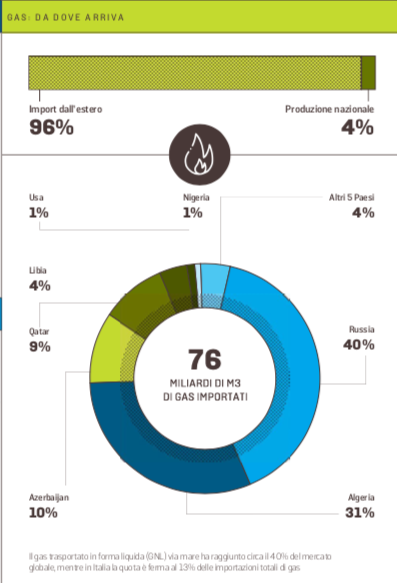 GAS: DA DOVE ARRIVA
Import dall'estero
96%
Produzione nazionale
4%
Usa
1%
Nigeria
1%
Altri 5 Paesi
4%
Libia
4%
Qatar
9%
Russia
40%
76
MILIARDI DI M3
DI GAS IMPORTATI
Azerbaijan
10%
Algeria
31%
Il gas trasportato in forma liquida (GNL) via mare ha raggiunto circa il 40% del mercato
globale, mentre in Italia la quota è ferma al 13% delle importazioni totali di gas